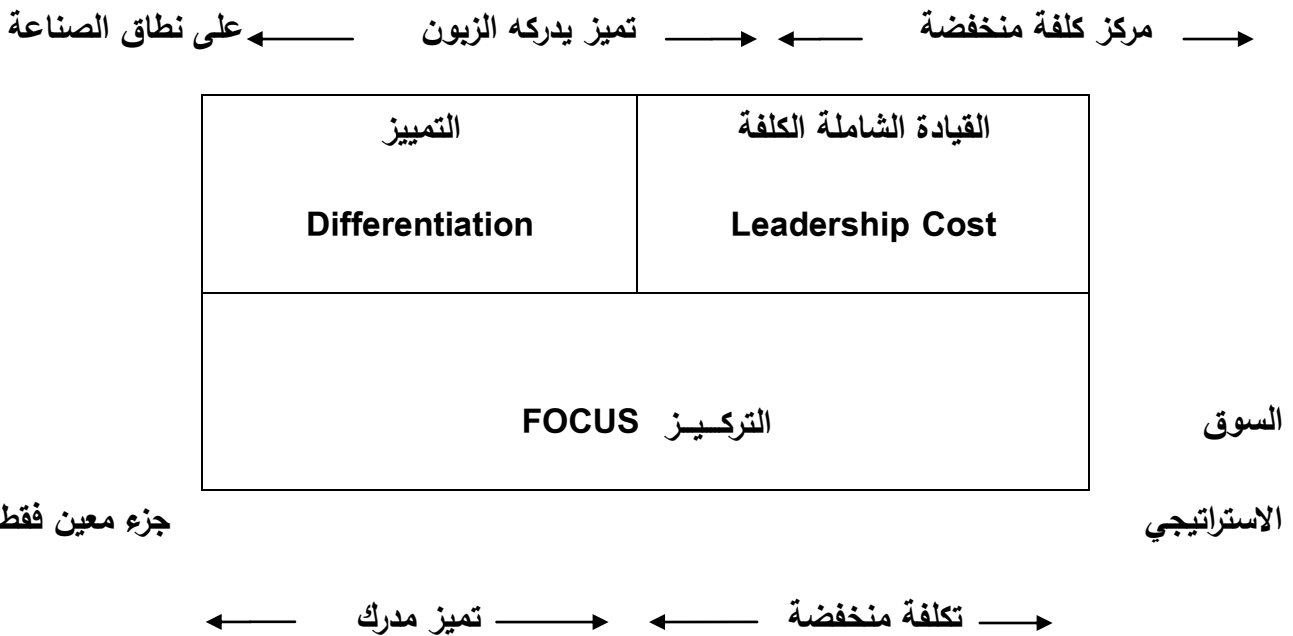 مركز كلفة منخفضة تميز يدركه الزبون على نطاق الصناعة
القيادة الشاملة الكلفة التمييز
Leadership Cost Differentiation
السوق التركــيــز FOCUS
الاستراتيجي جزء معين فقط
تكلفة منخفضة تميز مدرك